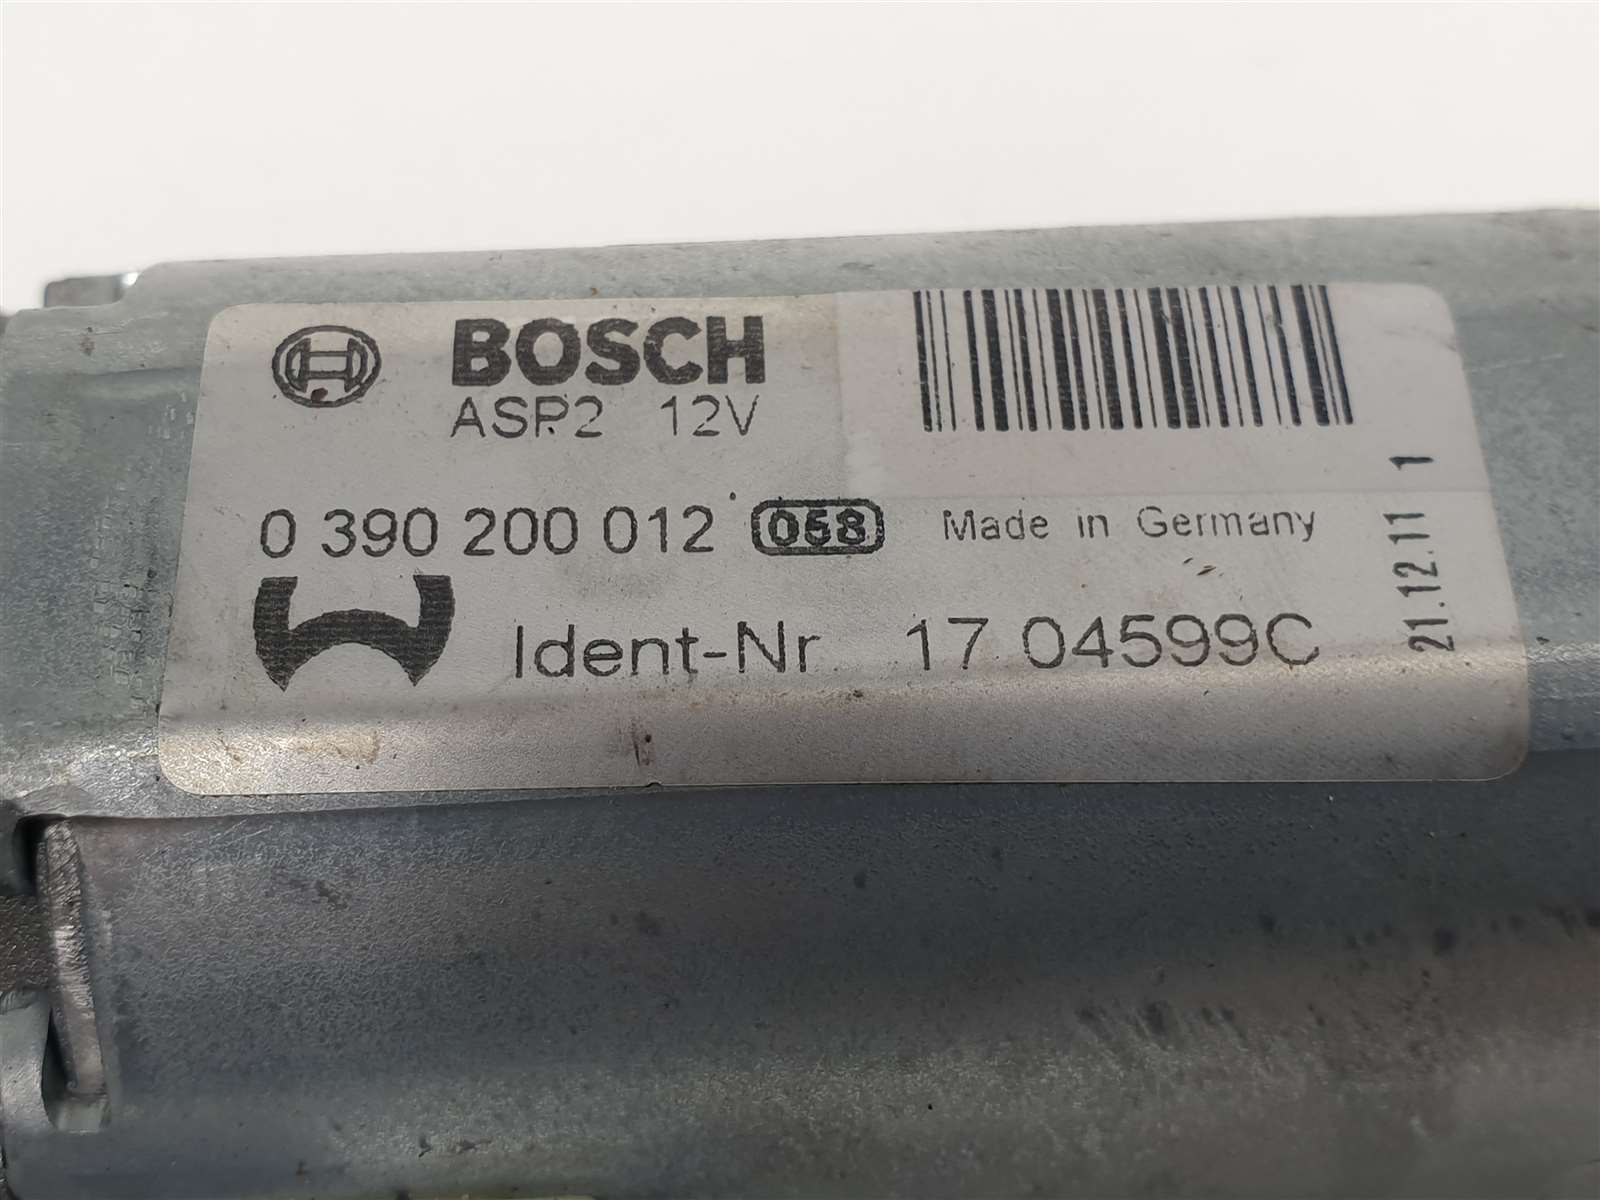 BOSCH
ASP2 12V
0 390 200 012 058 Made in Germany
Ident-Nr 17 04599C
21.12.11 1